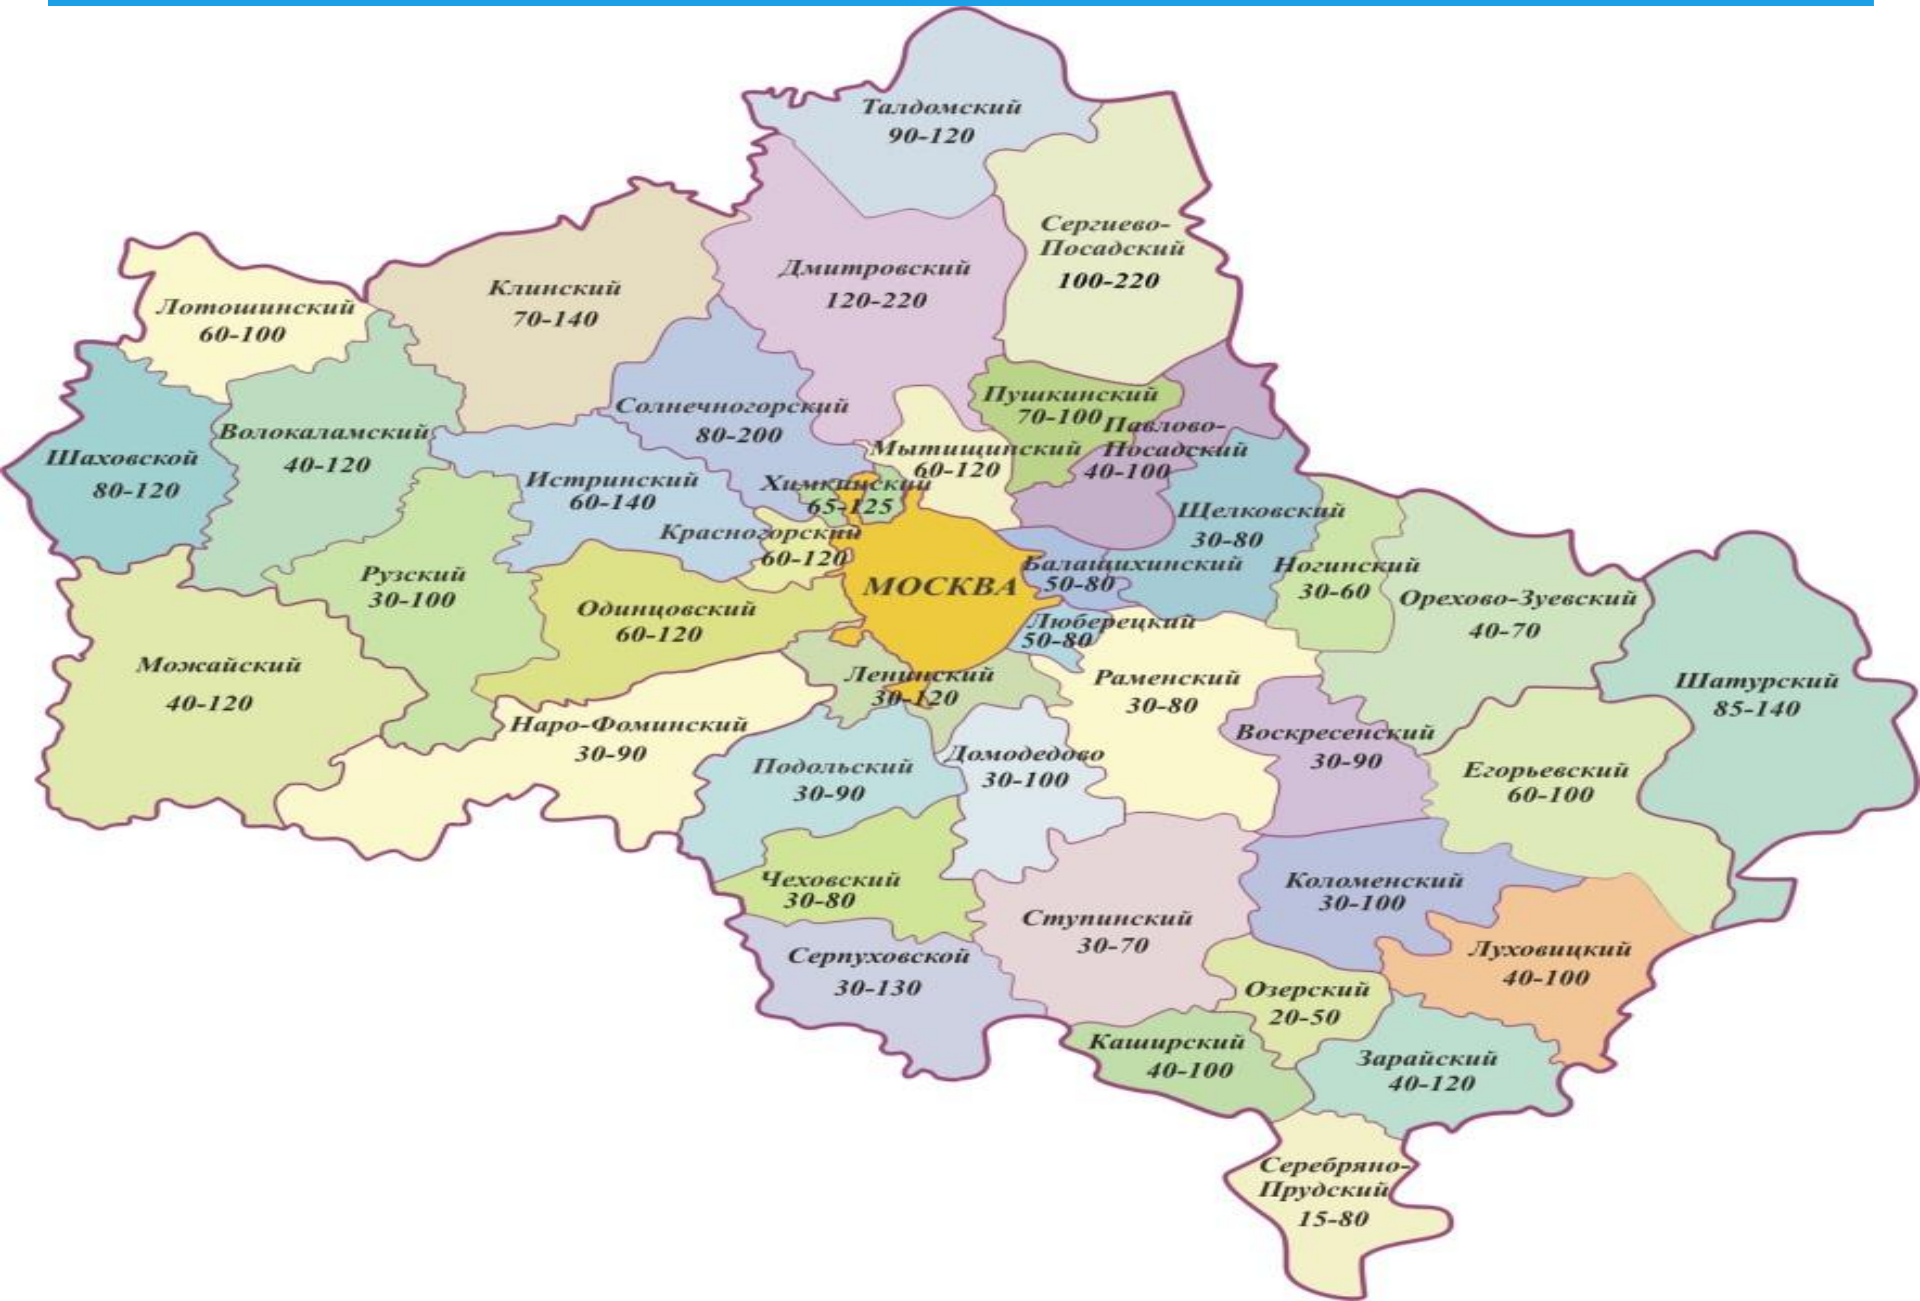 Талдомский
90-120
Сергиево-
Посадский
100-220
Дмитровский
120-220
Клинский
70-140
Лотошинский
60-100
Пушкинский
70-100
Солнечногорский
80-200
Павлово-
Посадский
40-100
Волокаламский
40-120
Мытищинский
60-120
Шаховской
80-120
Истринский
60-140
Химкинский
65-125
Щелковский
30-80
Красногорский
60-120
Балашихинский
50-80
Ногинский
30-60
МОСКВА
Рузский
30-100
Орехово-Зуевский
40-70
Одинцовский
60-120
Люберецкий
50-80
Можайский
40-120
Ленинский
30-120
Раменский
30-80
Шатурский
85-140
Наро-Фоминский
30-90
Воскресенский
30-90
Домодедово
30-100
Подольский
30-90
Егорьевский
60-100
Чеховский
30-80
Коломенский
30-100
Ступинский
30-70
Луховицкий
40-100
Серпуховской
30-130
Озерский
20-50
Каширский
40-100
Зарайский
40-120
Серебряно-
Прудский
15-80